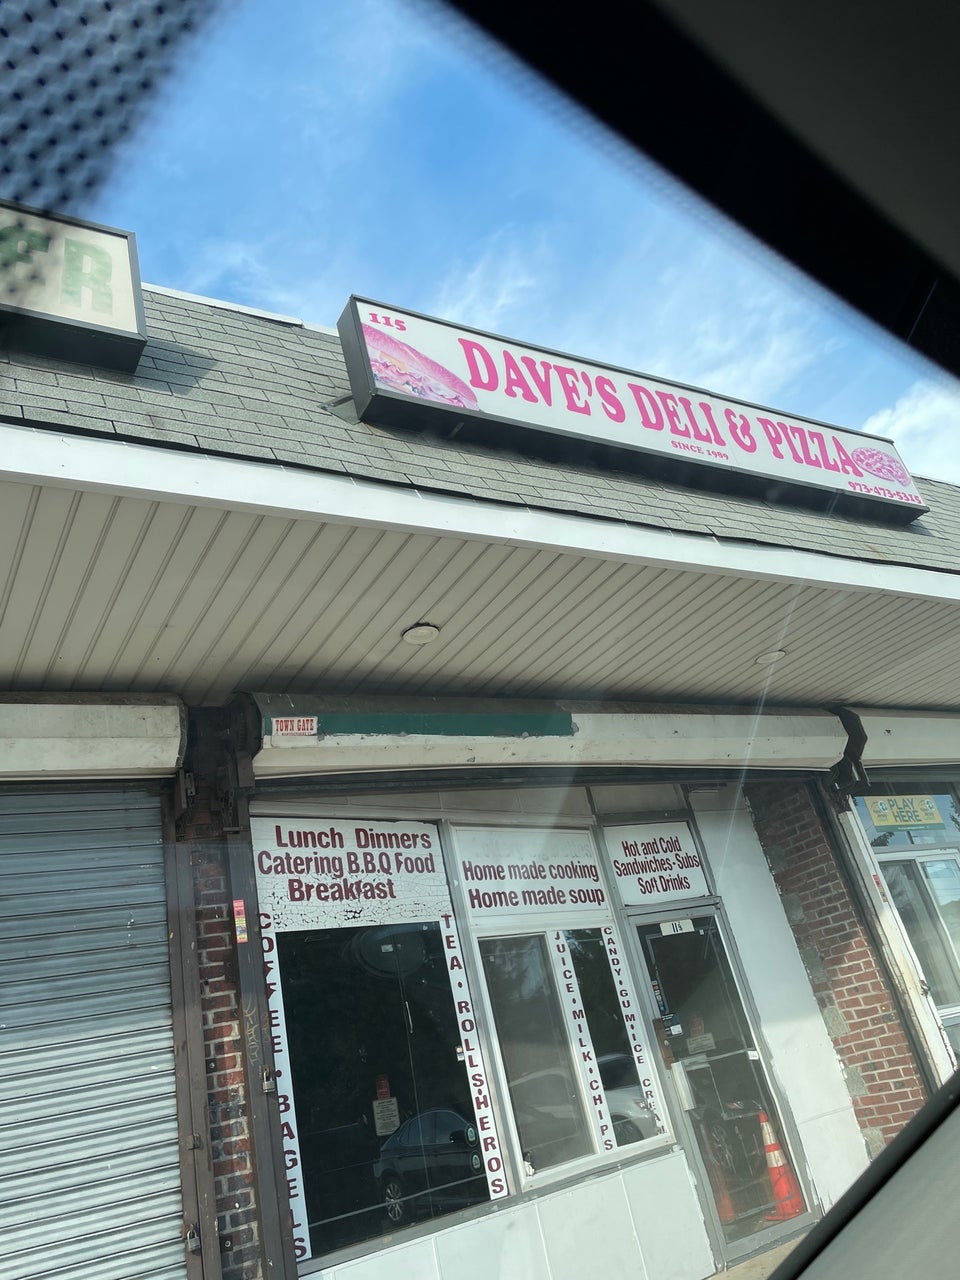 R
115
DAVE'S DELI & PIZZA
SINCE 1989
973-473-5315
TOWN GATE
Lunch Dinners
Catering B.B.Q Food
Breakfast
Home made cooking
Home made soup
Hot and Cold
Sandwiches - Subs
Soft Drinks
COFFEE • BAGELS
TEA • ROLLS • HEROS
JUICE • MILK • CHIPS
CANDY • GUM • ICE CREAM
115
PLAY
HERE